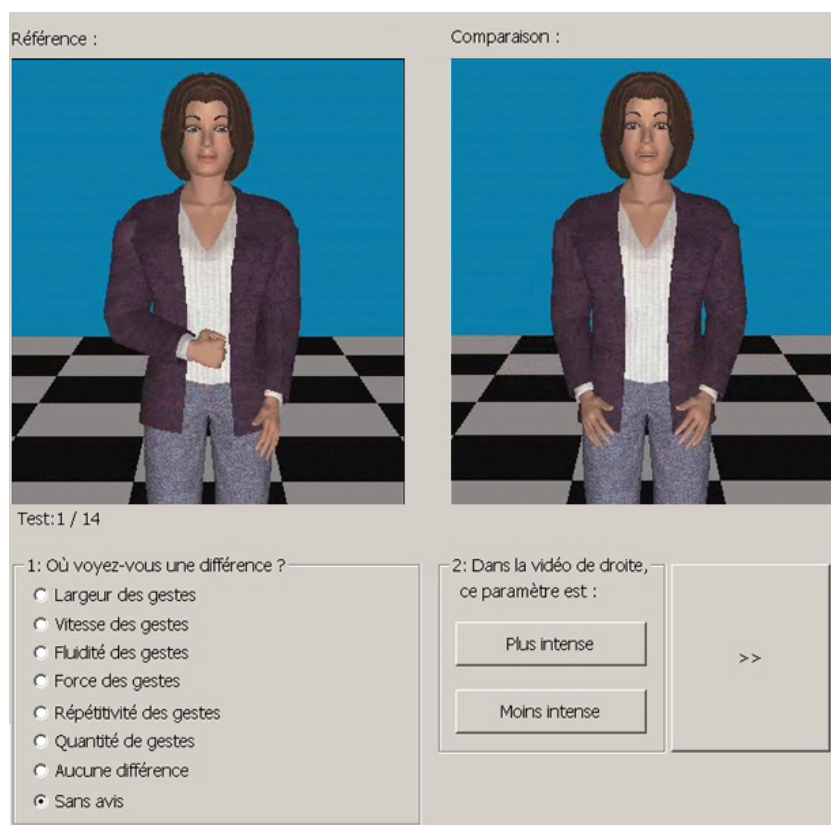 Référence :
Comparaison :
Test:1 / 14
1: Où voyez-vous une différence ?
Largeur des gestes
Vitesse des gestes
Fluidité des gestes
Force des gestes
Répétitivité des gestes
Quantité de gestes
Aucune différence
Sans avis
2: Dans la vidéo de droite,
ce paramètre est :
Plus intense
Moins intense
>>